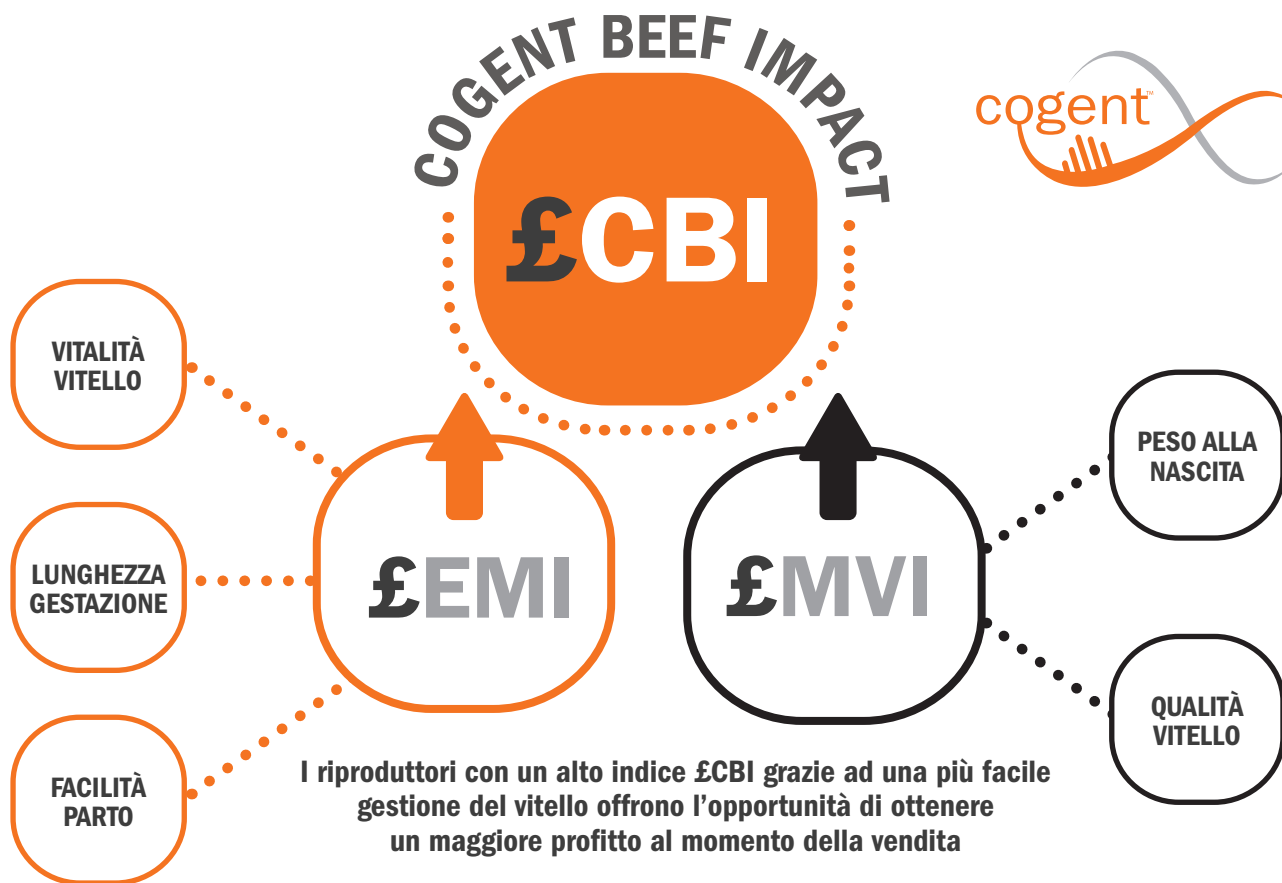 COGENT BEEF IMPACT
cogent™
£CBI
VITALITÀ
VITELLO
LUNGHEZZA
GESTAZIONE
FACILITÀ
PARTO
£EMI
£MVI
PESO ALLA
NASCITA
QUALITÀ
VITELLO
I riproduttori con un alto indice £CBI grazie ad una più facile
gestione del vitello offrono l’opportunità di ottenere
un maggiore profitto al momento della vendita